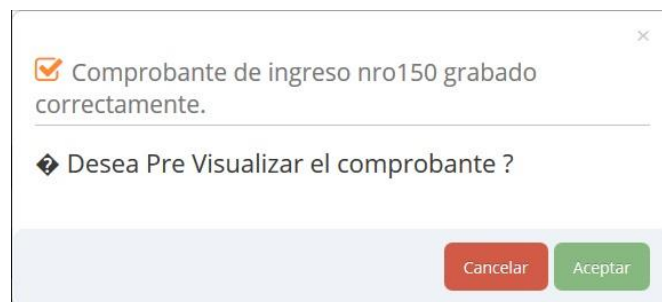 ×
Comprobante de ingreso nro150 grabado
correctamente.
� Desea Pre Visualizar el comprobante ?
Cancelar Aceptar